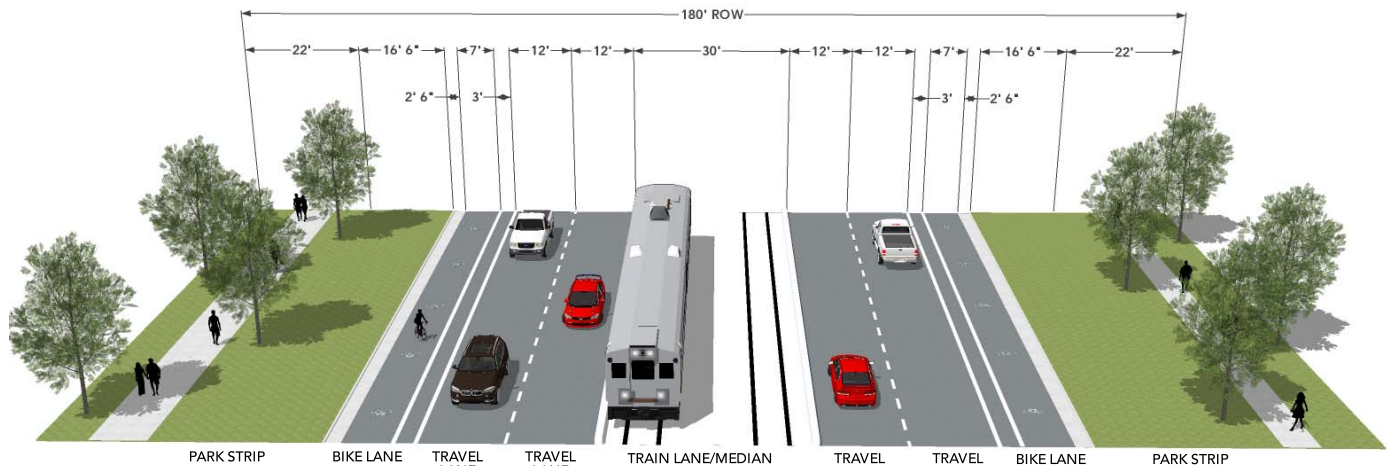 180' ROW
22' 16' 6" 7' 12' 12' 30' 12' 12' 7' 16' 6" 22'
2' 6" 3' 3' 2' 6"
PARK STRIP BIKE LANE TRAVEL TRAVEL TRAIN LANE/MEDIAN TRAVEL TRAVEL BIKE LANE PARK STRIP